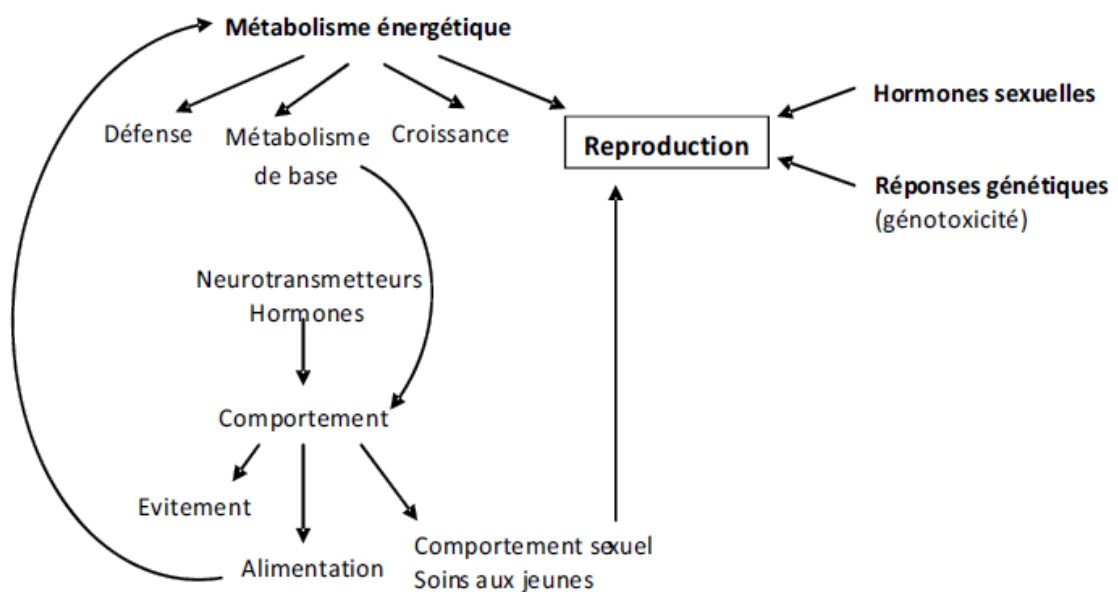 Métabolisme énergétique
Défense
Métabolisme
de base
Croissance
Reproduction
Hormones sexuelles
Réponses génétiques
(génotoxicité)
Neurotransmetteurs
Hormones
Comportement
Evitement
Alimentation
Comportement sexuel
Soins aux jeunes